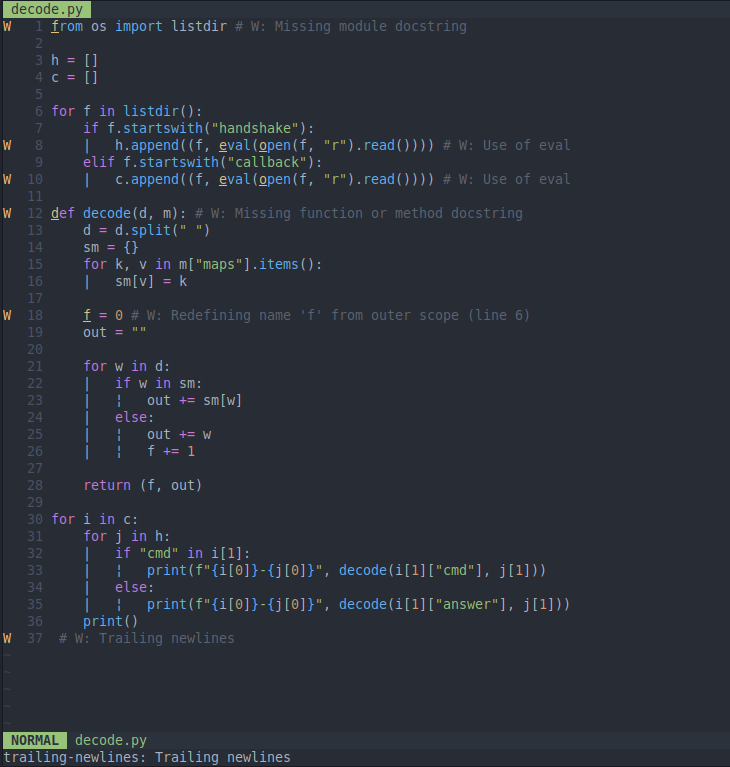 decode.py
W 1 from os import listdir # W: Missing module docstring
2
3 h = []
4 c = []
5
6 for f in listdir():
7     if f.startswith("handshake"):
W 8     |   h.append((f, eval(open(f, "r").read()))) # W: Use of eval
9     elif f.startswith("callback"):
W 10     |   c.append((f, eval(open(f, "r").read()))) # W: Use of eval
11
W 12 def decode(d, m): # W: Missing function or method docstring
13     d = d.split(" ")
14     sm = {}
15     for k, v in m["maps"].items():
16     |   sm[v] = k
17
W 18     f = 0 # W: Redefining name 'f' from outer scope (line 6)
19     out = ""
20
21     for w in d:
22     |   if w in sm:
23     |   ¦   out += sm[w]
24     |   else:
25     |   ¦   out += w
26     |   ¦   f += 1
27
28     return (f, out)
29
30 for i in c:
31     for j in h:
32     |   if "cmd" in i[1]:
33     |   ¦   print(f"{i[0]}-{j[0]}", decode(i[1]["cmd"], j[1]))
34     |   else:
35     |   ¦   print(f"{i[0]}-{j[0]}", decode(i[1]["answer"], j[1]))
36     print()
W 37  # W: Trailing newlines
~
~
~
~
~
NORMAL decode.py
trailing-newlines: Trailing newlines